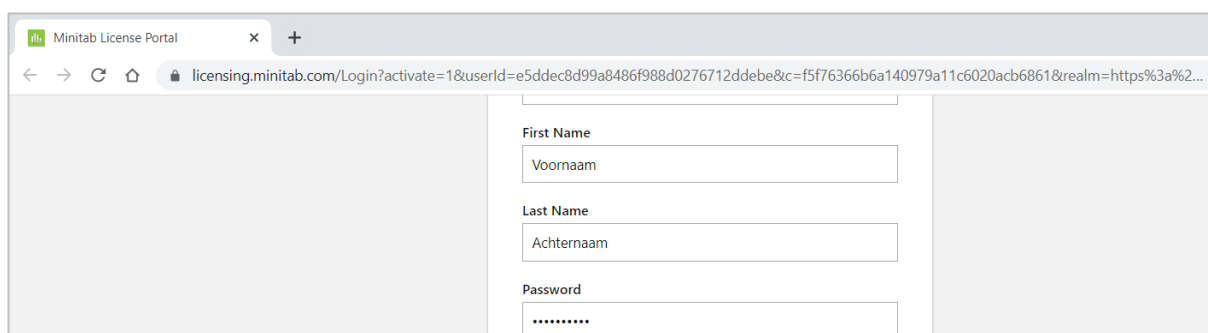 Minitab License Portal
licensing.minitab.com/Login?activate=1&userId=e5ddec8d99a8486f988d0276712ddebe&c=f5f76366b6a140979a11c6020acb6861&realm=https%3a%2...
First Name
Voornaam
Last Name
Achternaam
Password
••••••••••